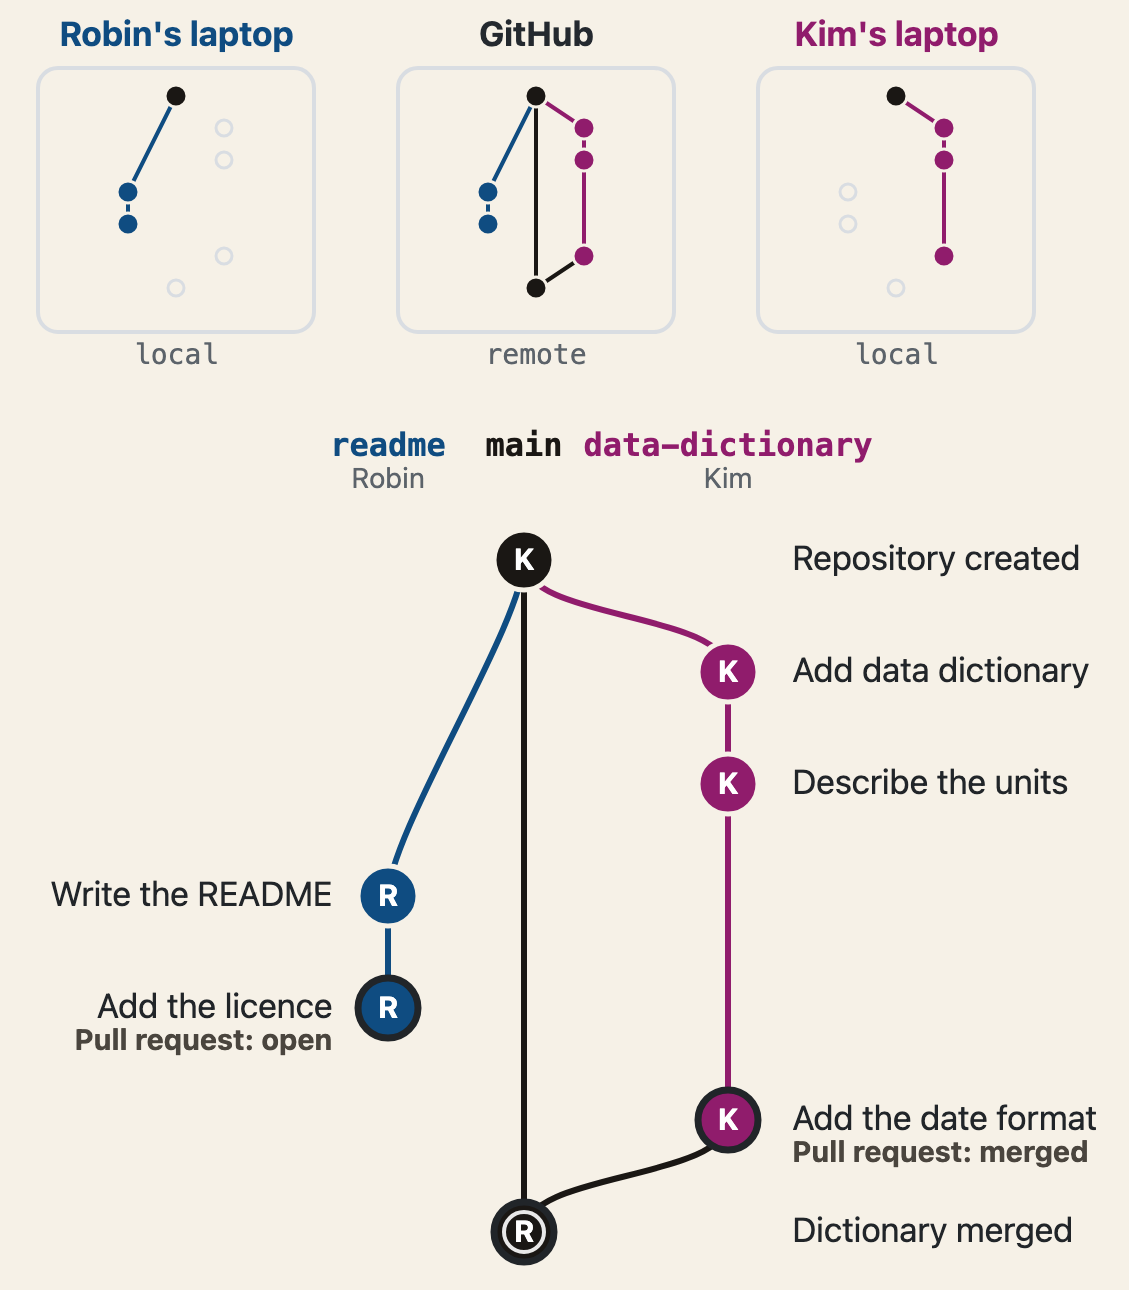 Robin's laptop
GitHub
Kim's laptop
local
remote
local
readme
main
data-dictionary
Robin
Kim
K
Repository created
K
Add data dictionary
K
Describe the units
Write the README
R
Add the licence
R
Pull request: open
K
Add the date format
Pull request: merged
R
Dictionary merged